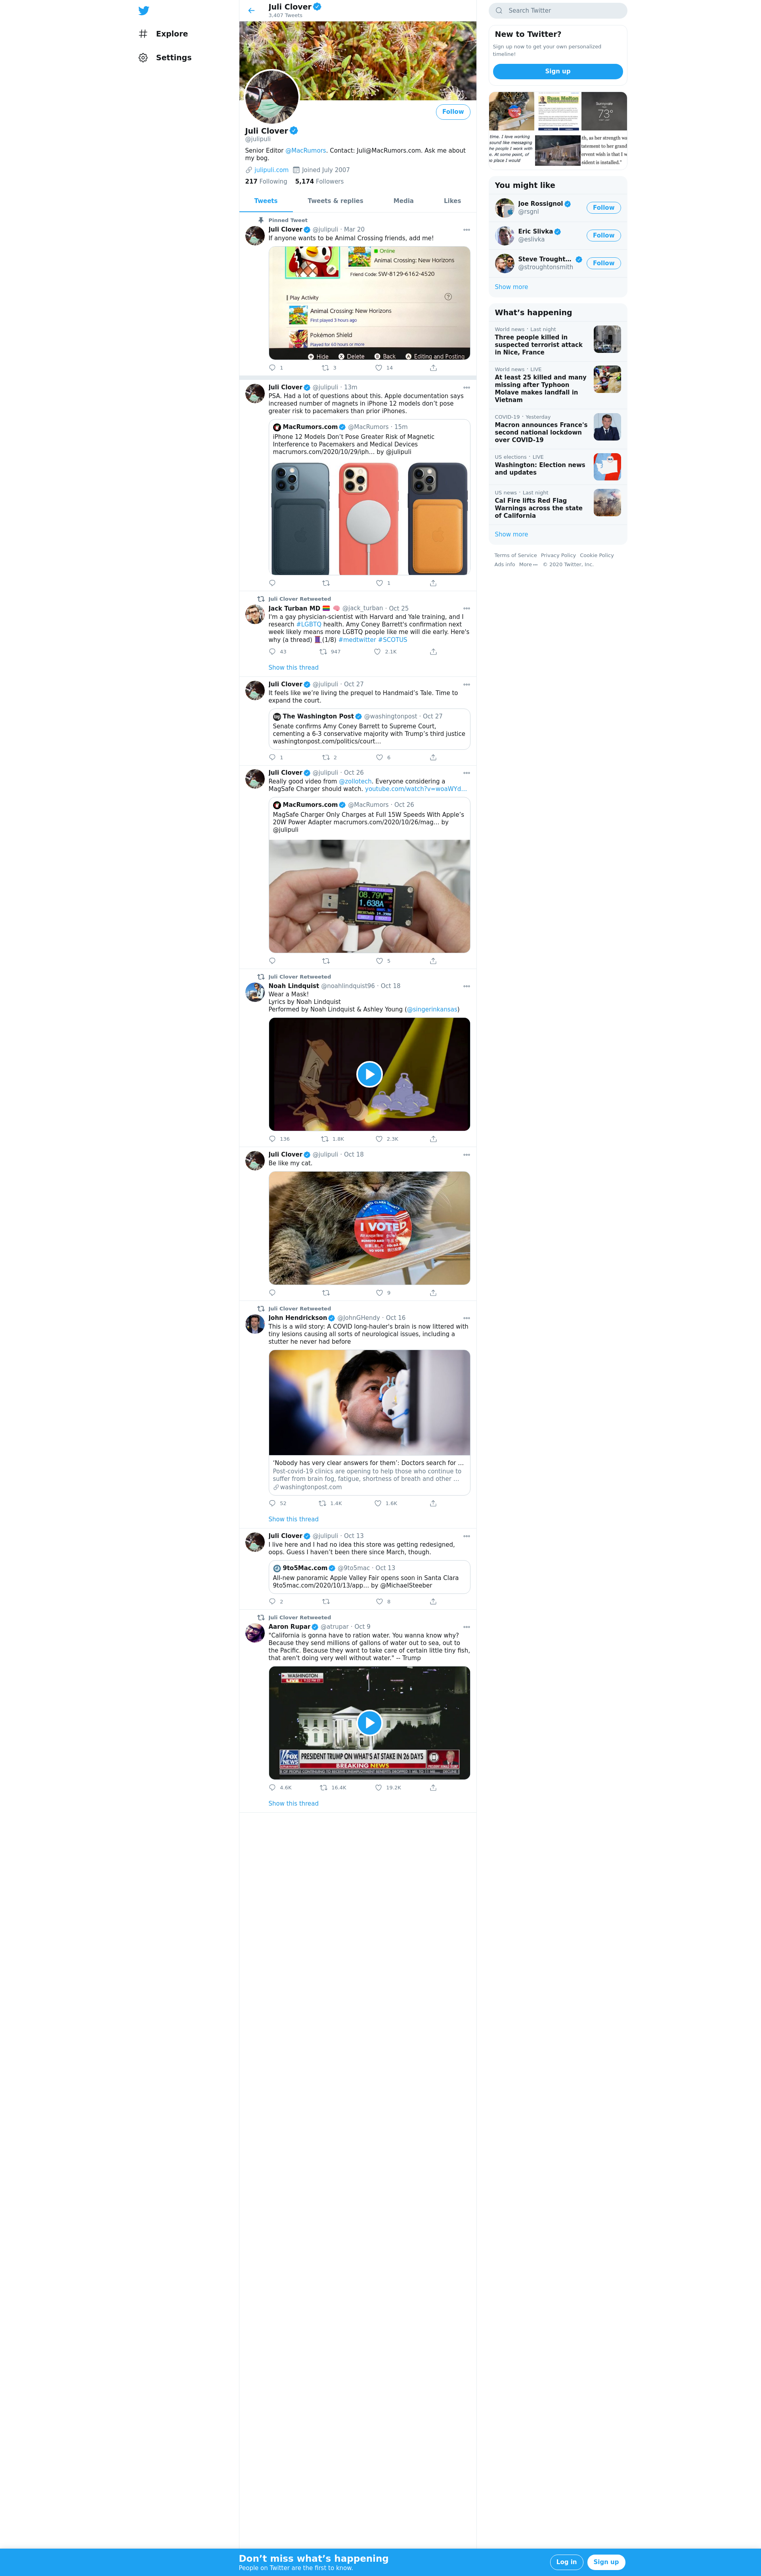 Explore
Settings
Juli Clover
3,407 Tweets
Follow
Juli Clover
@julipuli
Senior Editor @MacRumors. Contact: Juli@MacRumors.com. Ask me about
my bog.
julipuli.com Joined July 2007
217 Following 5,174 Followers
Tweets Tweets & replies Media Likes
Pinned Tweet
Juli Clover @julipuli · Mar 20
If anyone wants to be Animal Crossing friends, add me!
Online
Animal Crossing: New Horizons
Friend Code: SW-8129-6162-4520
Play Activity
Animal Crossing: New Horizons
First played 3 hours ago
Pokémon Shield
Played for 60 hours or more
Hide Delete Back Editing and Posting
1 3 14
Juli Clover @julipuli · 13m
PSA. Had a lot of questions about this. Apple documentation says
increased number of magnets in iPhone 12 models don't pose
greater risk to pacemakers than prior iPhones.
MacRumors.com @MacRumors · 15m
iPhone 12 Models Don't Pose Greater Risk of Magnetic
Interference to Pacemakers and Medical Devices
macrumors.com/2020/10/29/iph… by @julipuli
1
Juli Clover Retweeted
Jack Turban MD @jack_turban · Oct 25
I'm a gay physician-scientist with Harvard and Yale training, and I
research #LGBTQ health. Amy Coney Barrett's confirmation next
week likely means more LGBTQ people like me will die early. Here's
why (a thread) (1/8) #medtwitter #SCOTUS
43 947 2.1K
Show this thread
Juli Clover @julipuli · Oct 27
It feels like we're living the prequel to Handmaid's Tale. Time to
expand the court.
The Washington Post @washingtonpost · Oct 27
Senate confirms Amy Coney Barrett to Supreme Court,
cementing a 6-3 conservative majority with Trump's third justice
washingtonpost.com/politics/court…
1 2 6
Juli Clover @julipuli · Oct 26
Really good video from @zollotech. Everyone considering a
MagSafe Charger should watch. youtube.com/watch?v=woaWYd…
MacRumors.com @MacRumors · Oct 26
MagSafe Charger Only Charges at Full 15W Speeds With Apple's
20W Power Adapter macrumors.com/2020/10/26/mag… by
@julipuli
08.79V
1.638A
5
Juli Clover Retweeted
Noah Lindquist @noahlindquist96 · Oct 18
Wear a Mask!
Lyrics by Noah Lindquist
Performed by Noah Lindquist & Ashley Young (@singerinkansas)
136 1.8K 2.3K
Juli Clover @julipuli · Oct 18
Be like my cat.
I VOTED
9
Juli Clover Retweeted
John Hendrickson @JohnGHendy · Oct 16
This is a wild story: A COVID long-hauler's brain is now littered with
tiny lesions causing all sorts of neurological issues, including a
stutter he never had before
'Nobody has very clear answers for them': Doctors search for …
Post-covid-19 clinics are opening to help those who continue to
suffer from brain fog, fatigue, shortness of breath and other …
washingtonpost.com
52 1.4K 1.6K
Show this thread
Juli Clover @julipuli · Oct 13
I live here and I had no idea this store was getting redesigned,
oops. Guess I haven't been there since March, though.
9to5Mac.com @9to5mac · Oct 13
All-new panoramic Apple Valley Fair opens soon in Santa Clara
9to5mac.com/2020/10/13/app… by @MichaelSteeber
2 8
Juli Clover Retweeted
Aaron Rupar @atrupar · Oct 9
"California is gonna have to ration water. You wanna know why?
Because they send millions of gallons of water out to sea, out to
the Pacific. Because they want to take care of certain little tiny fish,
that aren't doing very well without water." -- Trump
WASHINGTON
FOX NEWS
PRESIDENT TRUMP ON WHAT'S AT STAKE IN 26 DAYS
BREAKING NEWS
4.6K 16.4K 19.2K
Show this thread
Search Twitter
New to Twitter?
Sign up now to get your own personalized
timeline!
Sign up
73°
You might like
Joe Rossignol
@rsgnl
Follow
Eric Slivka
@eslivka
Follow
Steve Trought…
@stroughtonsmith
Follow
Show more
What's happening
World news · Last night
Three people killed in
suspected terrorist attack
in Nice, France
World news · LIVE
At least 25 killed and many
missing after Typhoon
Molave makes landfall in
Vietnam
COVID-19 · Yesterday
Macron announces France's
second national lockdown
over COVID-19
US elections · LIVE
Washington: Election news
and updates
US news · Last night
Cal Fire lifts Red Flag
Warnings across the state
of California
Show more
Terms of Service Privacy Policy Cookie Policy
Ads info More © 2020 Twitter, Inc.
Don't miss what's happening
People on Twitter are the first to know.
Log in Sign up